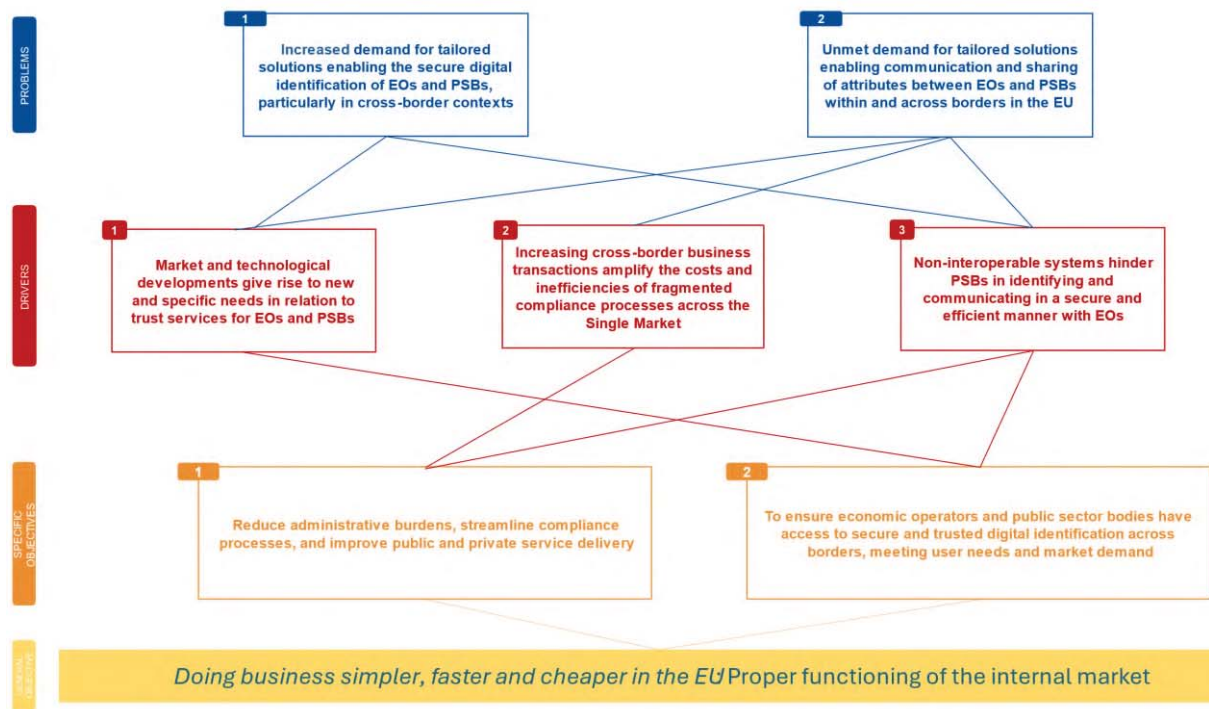 PROBLEMS
1
Increased demand for tailored
solutions enabling the secure digital
identification of EOs and PSBs,
particularly in cross-border contexts
2
Unmet demand for tailored solutions
enabling communication and sharing
of attributes between EOs and PSBs
within and across borders in the EU
DRIVERS
1
Market and technological
developments give rise to new
and specific needs in relation to
trust services for EOs and PSBs
2
Increasing cross-border business
transactions amplify the costs and
inefficiencies of fragmented
compliance processes across the
Single Market
3
Non-interoperable systems hinder
PSBs in identifying and
communicating in a secure and
efficient manner with EOs
SPECIFIC
OBJECTIVES
1
Reduce administrative burdens, streamline compliance
processes, and improve public and private service delivery
2
To ensure economic operators and public sector bodies have
access to secure and trusted digital identification across
borders, meeting user needs and market demand
GENERAL
OBJECTIVE
Doing business simpler, faster and cheaper in the EU/Proper functioning of the internal market